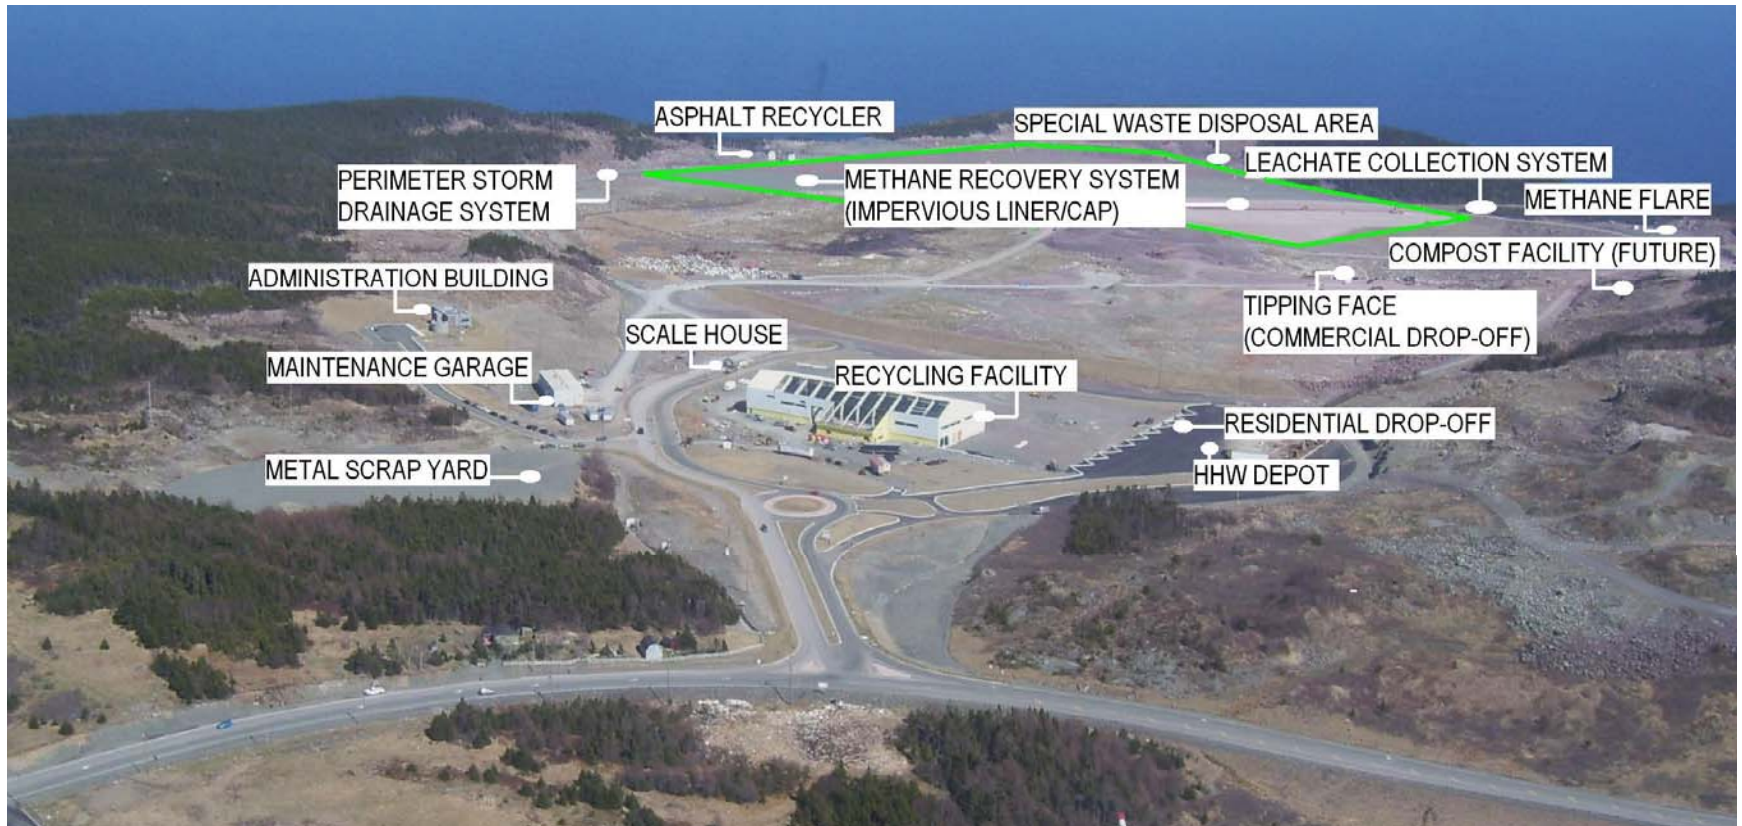 ASPHALT RECYCLER
SPECIAL WASTE DISPOSAL AREA
LEACHATE COLLECTION SYSTEM
PERIMETER STORM
DRAINAGE SYSTEM
METHANE RECOVERY SYSTEM
(IMPERVIOUS LINER/CAP)
METHANE FLARE
COMPOST FACILITY (FUTURE)
ADMINISTRATION BUILDING
TIPPING FACE
(COMMERCIAL DROP-OFF)
SCALE HOUSE
MAINTENANCE GARAGE
RECYCLING FACILITY
RESIDENTIAL DROP-OFF
METAL SCRAP YARD
HHW DEPOT